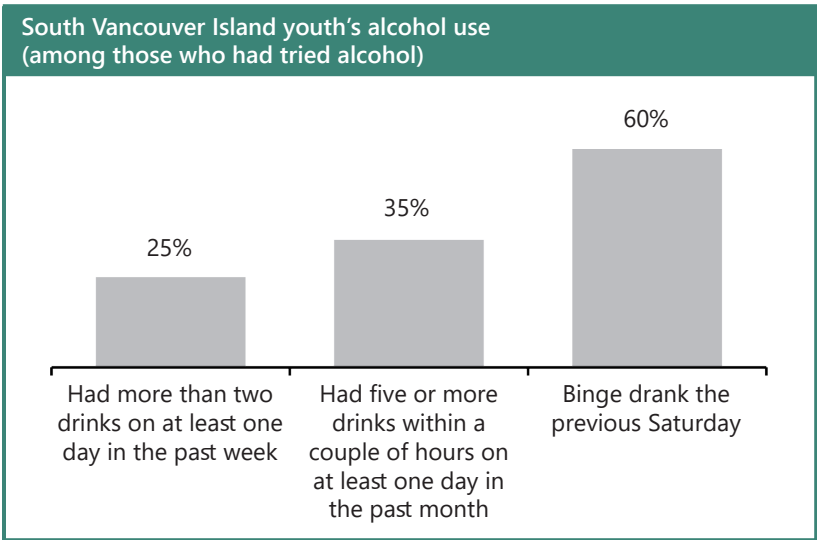 South Vancouver Island youth’s alcohol use
(among those who had tried alcohol)
25%
35%
60%
Had more than two
drinks on at least one
day in the past week
Had five or more
drinks within a
couple of hours on
at least one day in
the past month
Binge drank the
previous Saturday